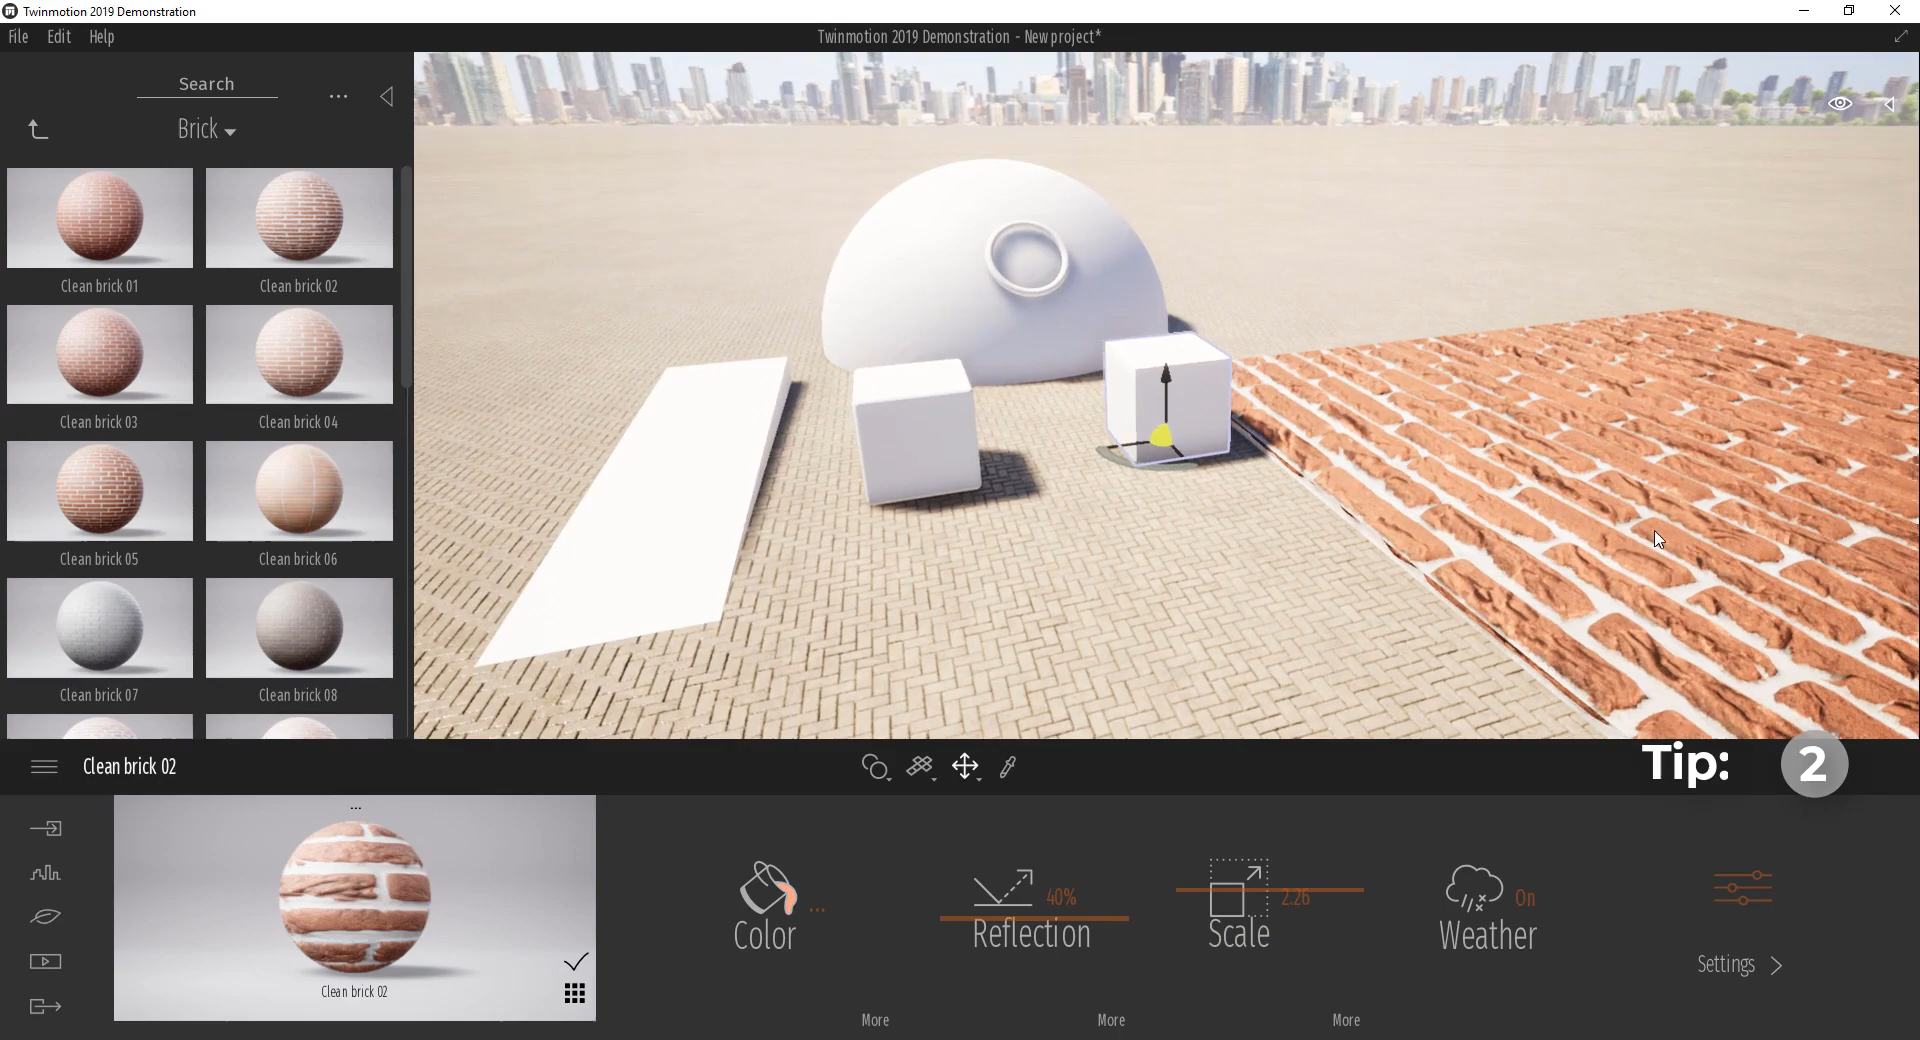 Twinmotion 2019 Demonstration
File Edit Help
Twinmotion 2019 Demonstration - New project*
Search
Brick
Clean brick 01
Clean brick 02
Clean brick 03
Clean brick 04
Clean brick 05
Clean brick 06
Clean brick 07
Clean brick 08
Clean brick 02
Tip: 2
...
Clean brick 02
Color
...
40%
Reflection
2.26
Scale
On
Weather
Settings
More
More
More